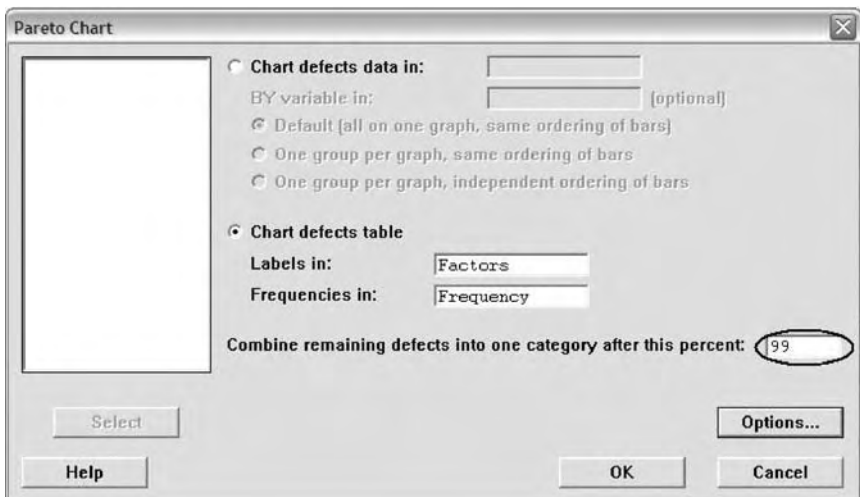 Pareto Chart
Chart defects data in:
BY variable in: (optional)
Default (all on one graph, same ordering of bars)
One group per graph, same ordering of bars
One group per graph, independent ordering of bars
Chart defects table
Labels in: Factors
Frequencies in: Frequency
Combine remaining defects into one category after this percent: 99
Select
Options...
Help
OK
Cancel